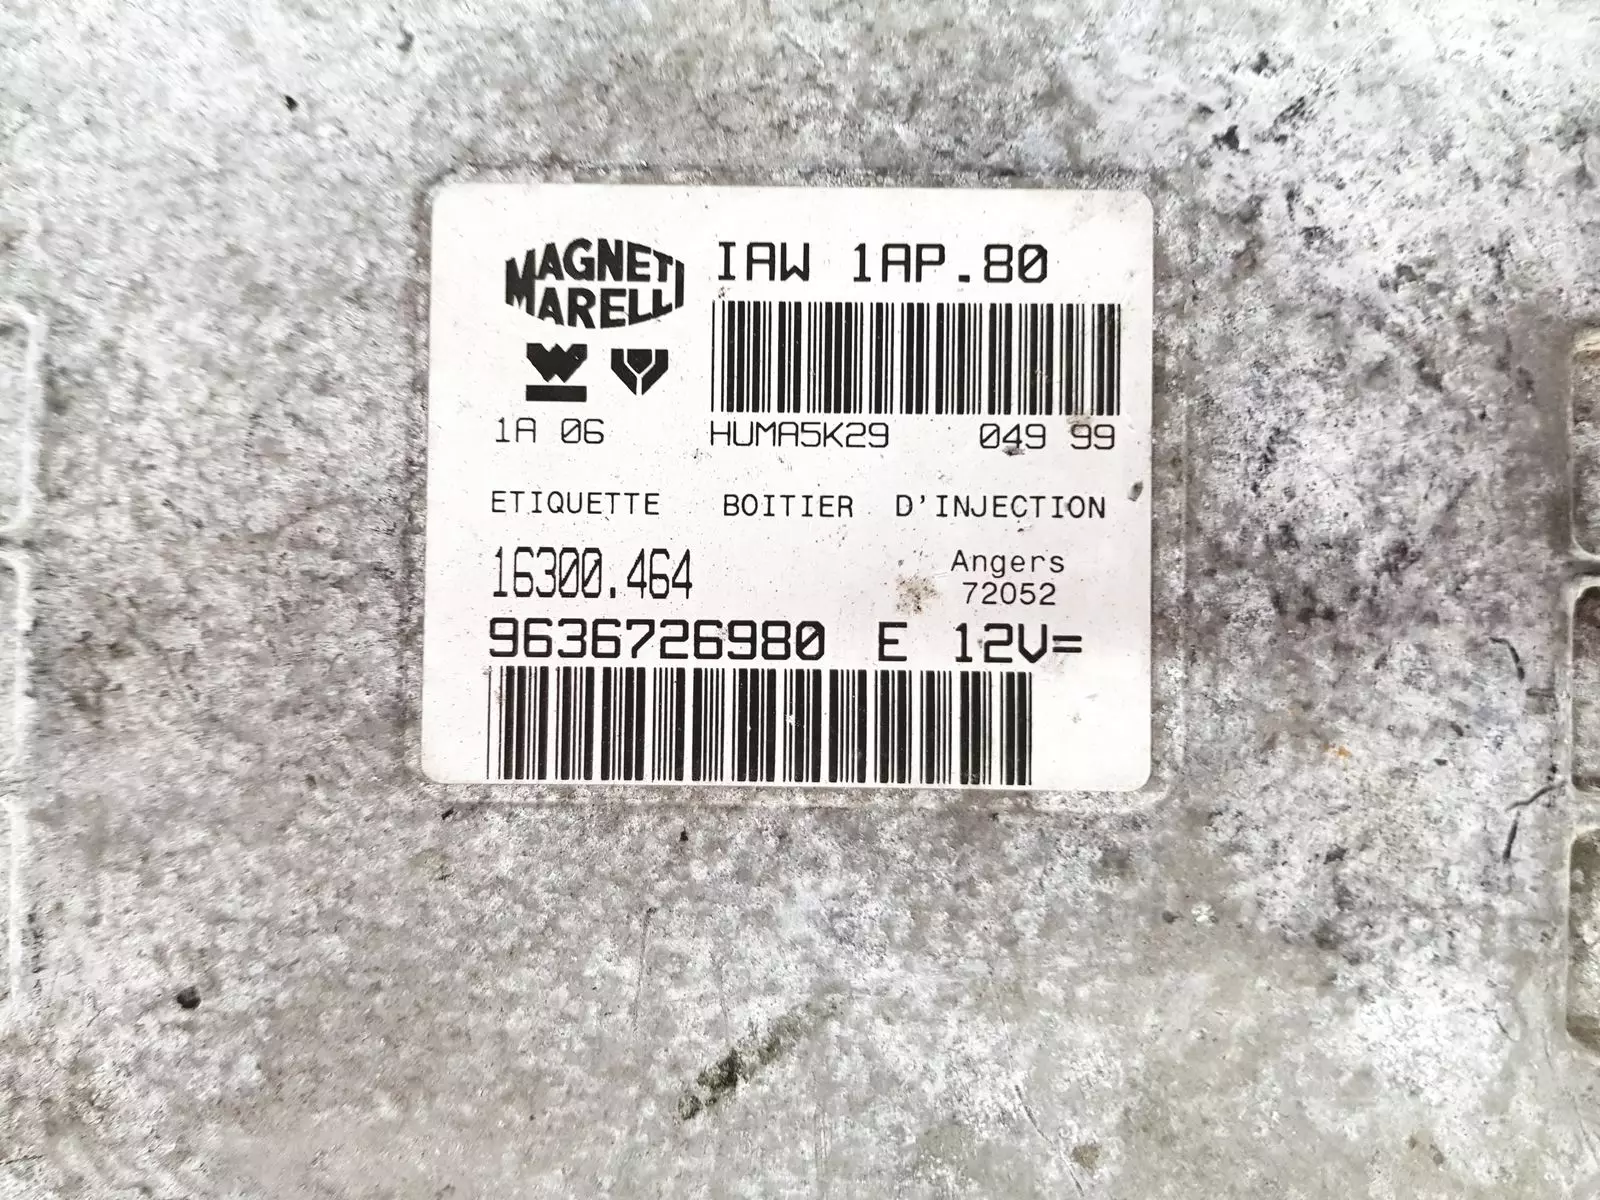 MAGNETI MARELLI
IAW 1AP.80
1A 06 HUMA5K29 049 99
ETIQUETTE BOITIER D'INJECTION
16300.464
Angers
72052
9636726980 E 12V=